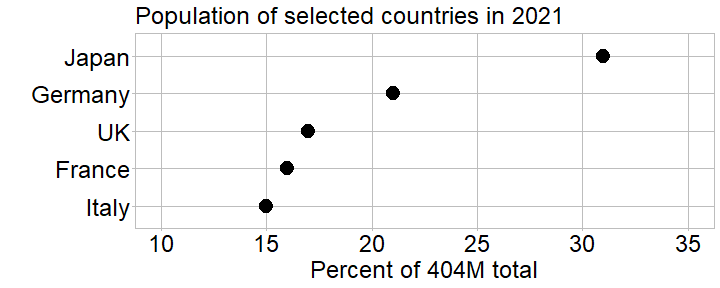 Population of selected countries in 2021
Japan
Germany
UK
France
Italy
10 15 20 25 30 35
Percent of 404M total